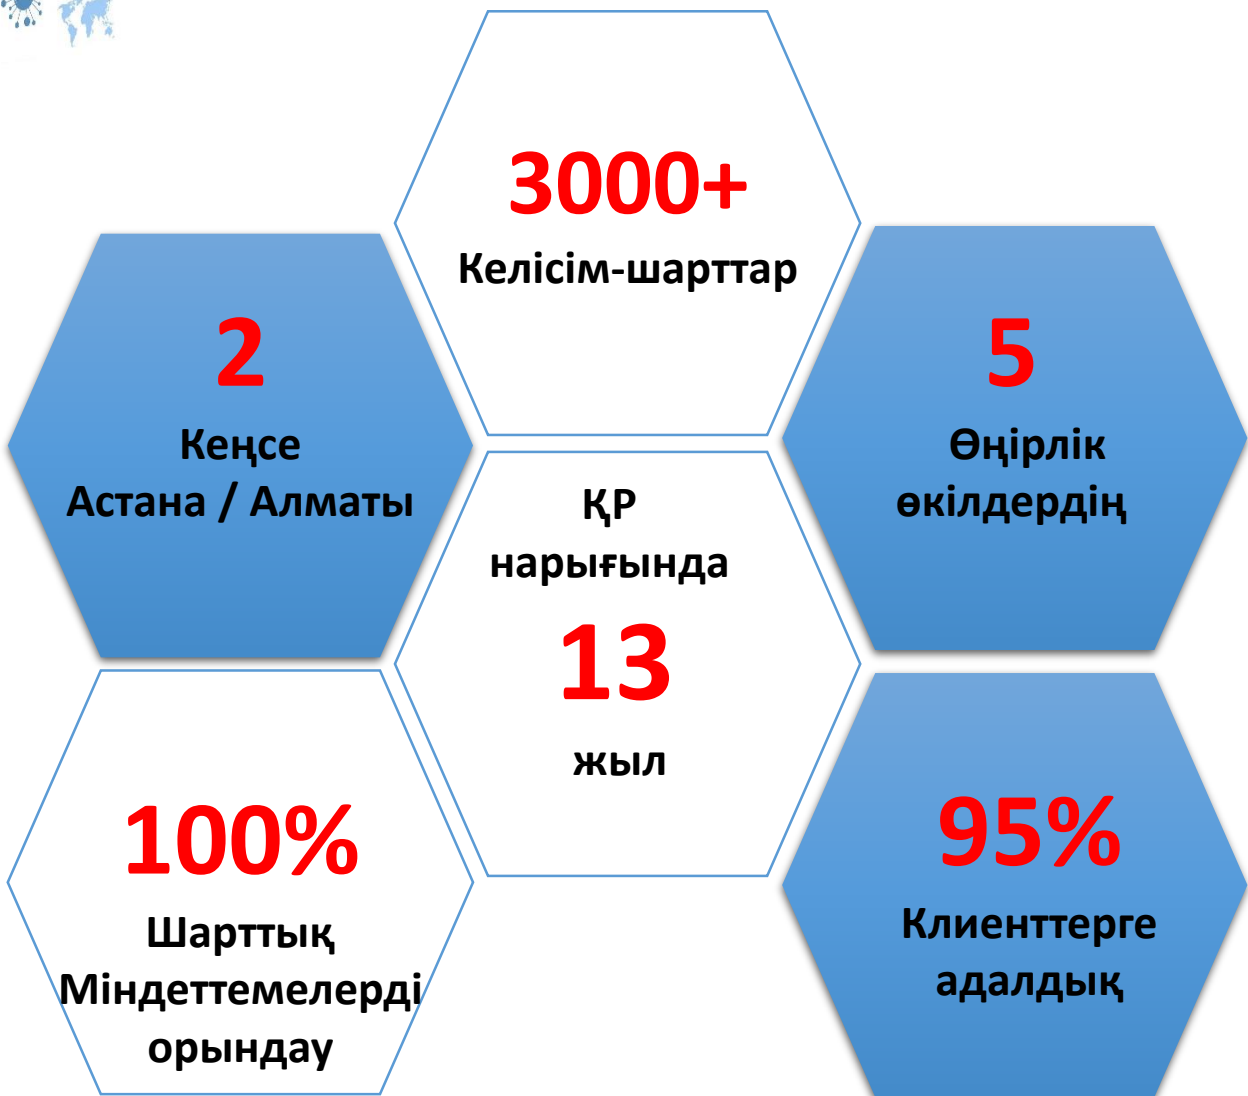 3000+
Келісім-шарттар
2
Кеңсе
Астана / Алматы
5
Өңірлік
өкілдердің
ҚР
нарығында
13
жыл
100%
Шарттық
Міндеттемелерді
орындау
95%
Клиенттерге
адалдық